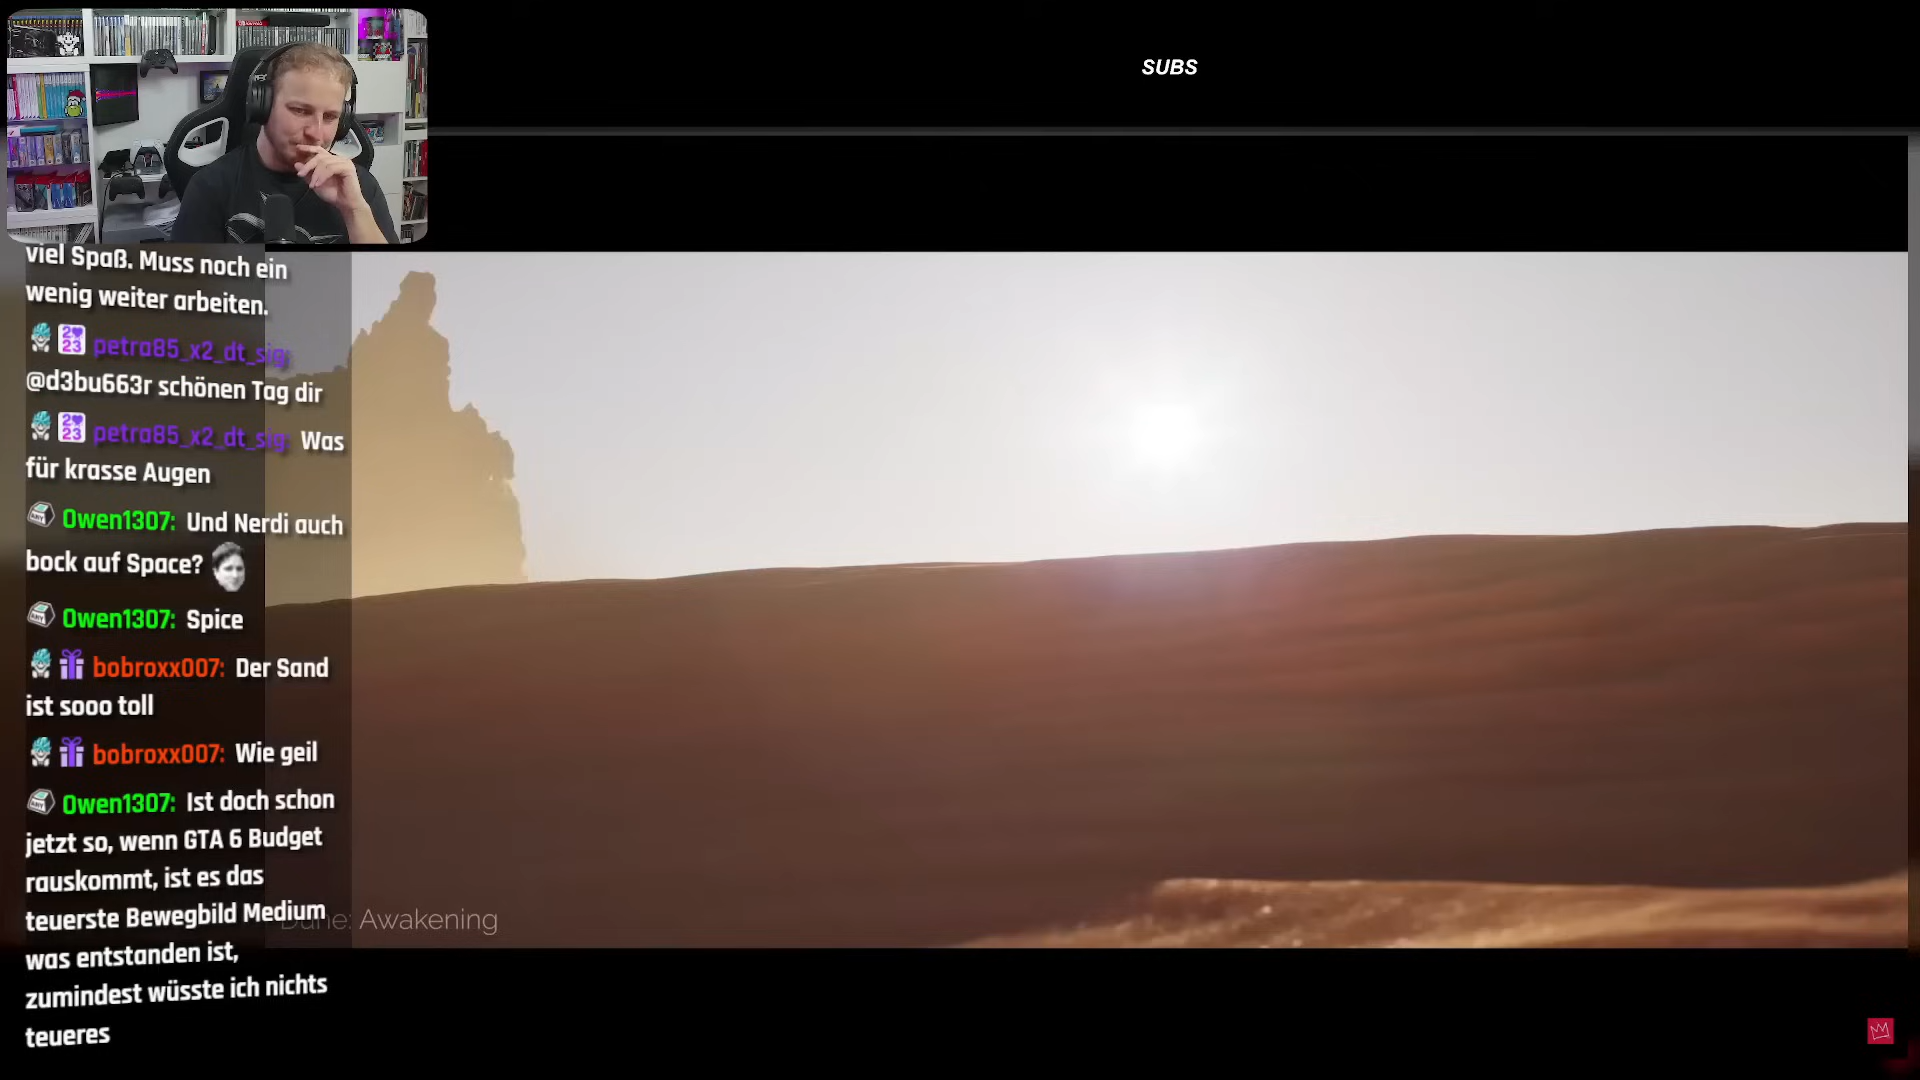 SUBS
viel Spaß. Muss noch ein
wenig weiter arbeiten.
petra85_x2_dt_sig:
@d3bu663r schönen Tag dir
petra85_x2_dt_sig: Was
für krasse Augen
Owen1307: Und Nerdi auch
bock auf Space?
Owen1307: Spice
bobroxx007: Der Sand
ist sooo toll
bobroxx007: Wie geil
Owen1307: Ist doch schon
jetzt so, wenn GTA 6 Budget
rauskommt, ist es das
teuerste Bewegbild Medium
was entstanden ist,
zumindest wüsste ich nichts
teueres
Dune: Awakening